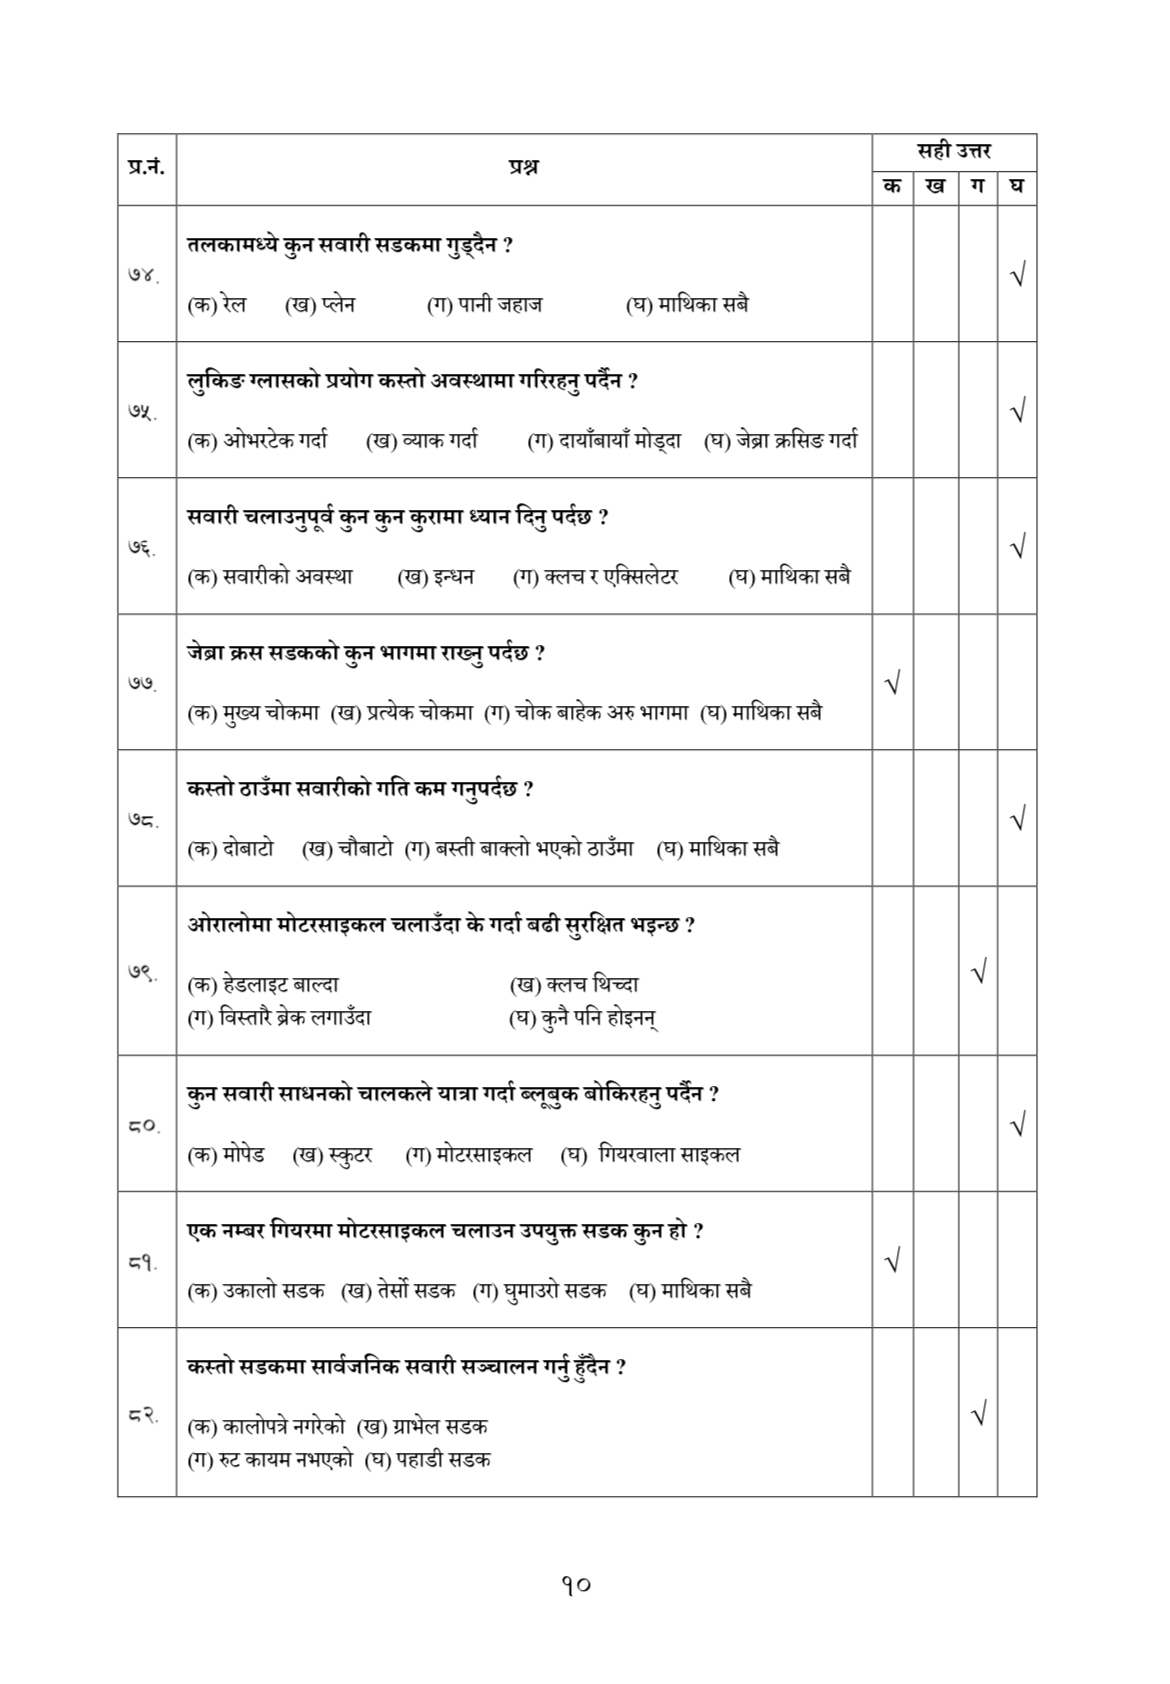 प्र.नं. प्रश्न सही उत्तर
क ख ग घ
७४. तलकामध्ये कुन सवारी सडकमा गुड्दैन ? √
(क) रेल (ख) प्लेन (ग) पानी जहाज (घ) माथिका सबै
७५. लुकिङ ग्लासको प्रयोग कस्तो अवस्थामा गरिरहनु पर्दैन ? √
(क) ओभरटेक गर्दा (ख) व्याक गर्दा (ग) दायाँबायाँ मोड्दा (घ) जेब्रा क्रसिङ गर्दा
७६. सवारी चलाउनुपूर्व कुन कुन कुरामा ध्यान दिनु पर्दछ ? √
(क) सवारीको अवस्था (ख) इन्धन (ग) क्लच र एक्सिलेटर (घ) माथिका सबै
७७. जेब्रा क्रस सडकको कुन भागमा राख्नु पर्दछ ? √
(क) मुख्य चोकमा (ख) प्रत्येक चोकमा (ग) चोक बाहेक अरु भागमा (घ) माथिका सबै
७८. कस्तो ठाउँमा सवारीको गति कम गनुपर्दछ ? √
(क) दोबाटो (ख) चौबाटो (ग) बस्ती बाक्लो भएको ठाउँमा (घ) माथिका सबै
७९. ओरालोमा मोटरसाइकल चलाउँदा के गर्दा बढी सुरक्षित भइन्छ ? √
(क) हेडलाइट बाल्दा (ख) क्लच थिच्दा
(ग) विस्तारै ब्रेक लगाउँदा (घ) कुनै पनि होइनन्
८०. कुन सवारी साधनको चालकले यात्रा गर्दा ब्लूबुक बोकिरहनु पर्दैन ? √
(क) मोपेड (ख) स्कुटर (ग) मोटरसाइकल (घ) गियरवाला साइकल
८१. एक नम्बर गियरमा मोटरसाइकल चलाउन उपयुक्त सडक कुन हो ? √
(क) उकालो सडक (ख) तेर्सो सडक (ग) घुमाउरो सडक (घ) माथिका सबै
८२. कस्तो सडकमा सार्वजनिक सवारी सञ्चालन गर्नु हुँदैन ? √
(क) कालोपत्रे नगरेको (ख) ग्राभेल सडक
(ग) रुट कायम नभएको (घ) पहाडी सडक
१०